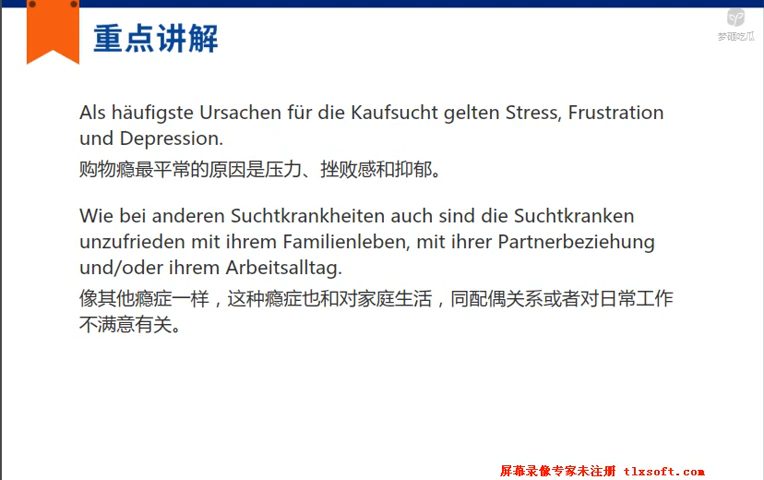 重点讲解
梦砸吃瓜
Als häufigste Ursachen für die Kaufsucht gelten Stress, Frustration
und Depression.
购物瘾最平常的原因是压力、挫败感和抑郁。
Wie bei anderen Suchtkrankheiten auch sind die Suchtkranken
unzufrieden mit ihrem Familienleben, mit ihrer Partnerbeziehung
und/oder ihrem Arbeitsalltag.
像其他瘾症一样，这种瘾症也和对家庭生活，同配偶关系或者对日常工作
不满意有关。
屏幕录像专家未注册 tlxsoft.com